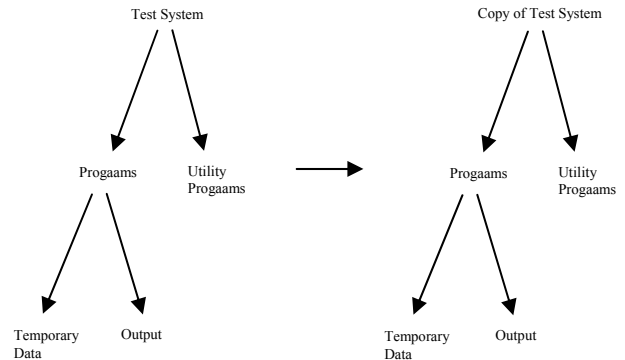 Test System
Copy of Test System
Progaams
Utility
Progaams
Progaams
Utility
Progaams
Temporary
Data
Output
Temporary
Data
Output